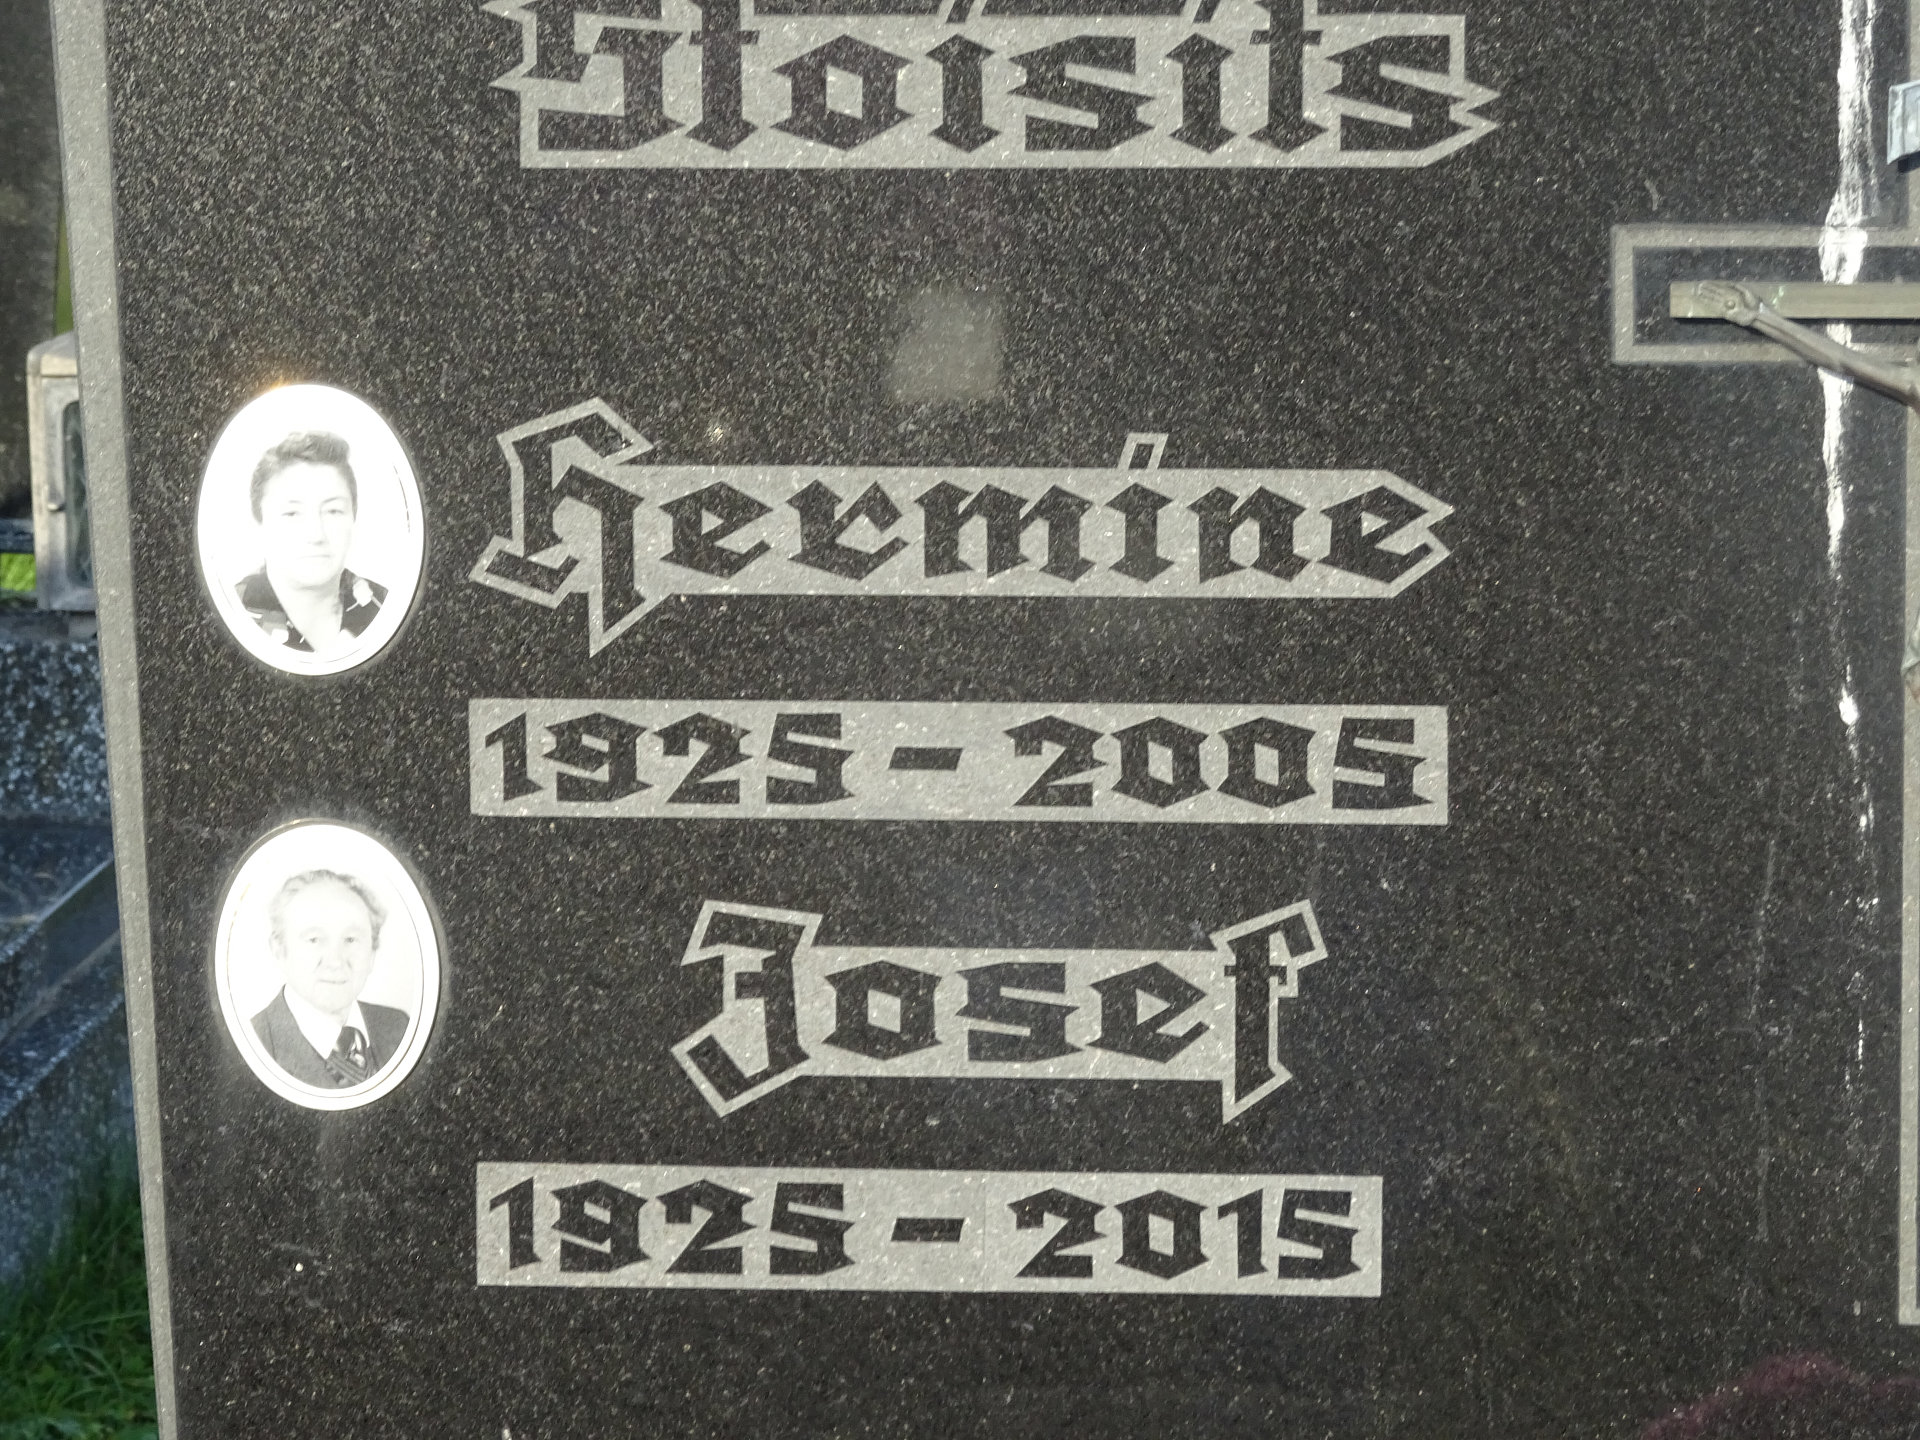 Stoisits
Hermine
1925 - 2005
Josef
1925 - 2015